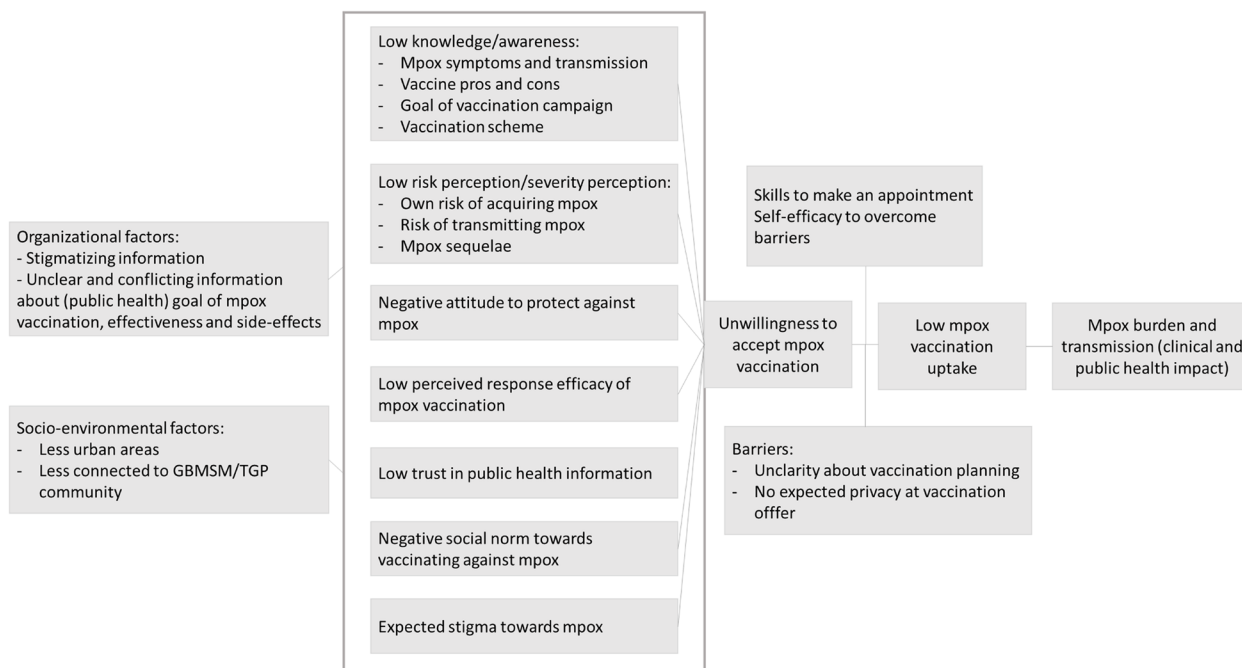 Organizational factors:
- Stigmatizing information
- Unclear and conflicting information
about (public health) goal of mpox
vaccination, effectiveness and side-effects
Socio-environmental factors:
- Less urban areas
- Less connected to GBMSM/TGP
community
Low knowledge/awareness:
- Mpox symptoms and transmission
- Vaccine pros and cons
- Goal of vaccination campaign
- Vaccination scheme
Low risk perception/severity perception:
- Own risk of acquiring mpox
- Risk of transmitting mpox
- Mpox sequelae
Negative attitude to protect against
mpox
Low perceived response efficacy of
mpox vaccination
Low trust in public health information
Negative social norm towards
vaccinating against mpox
Expected stigma towards mpox
Unwillingness to
accept mpox
vaccination
Skills to make an appointment
Self-efficacy to overcome
barriers
Barriers:
- Unclarity about vaccination planning
- No expected privacy at vaccination
offfer
Low mpox
vaccination
uptake
Mpox burden and
transmission (clinical and
public health impact)